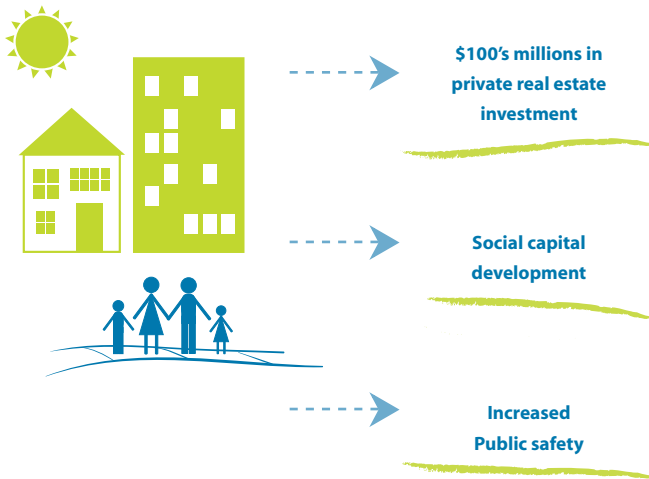 $100’s millions in
private real estate
investment
Social capital
development
Increased
Public safety